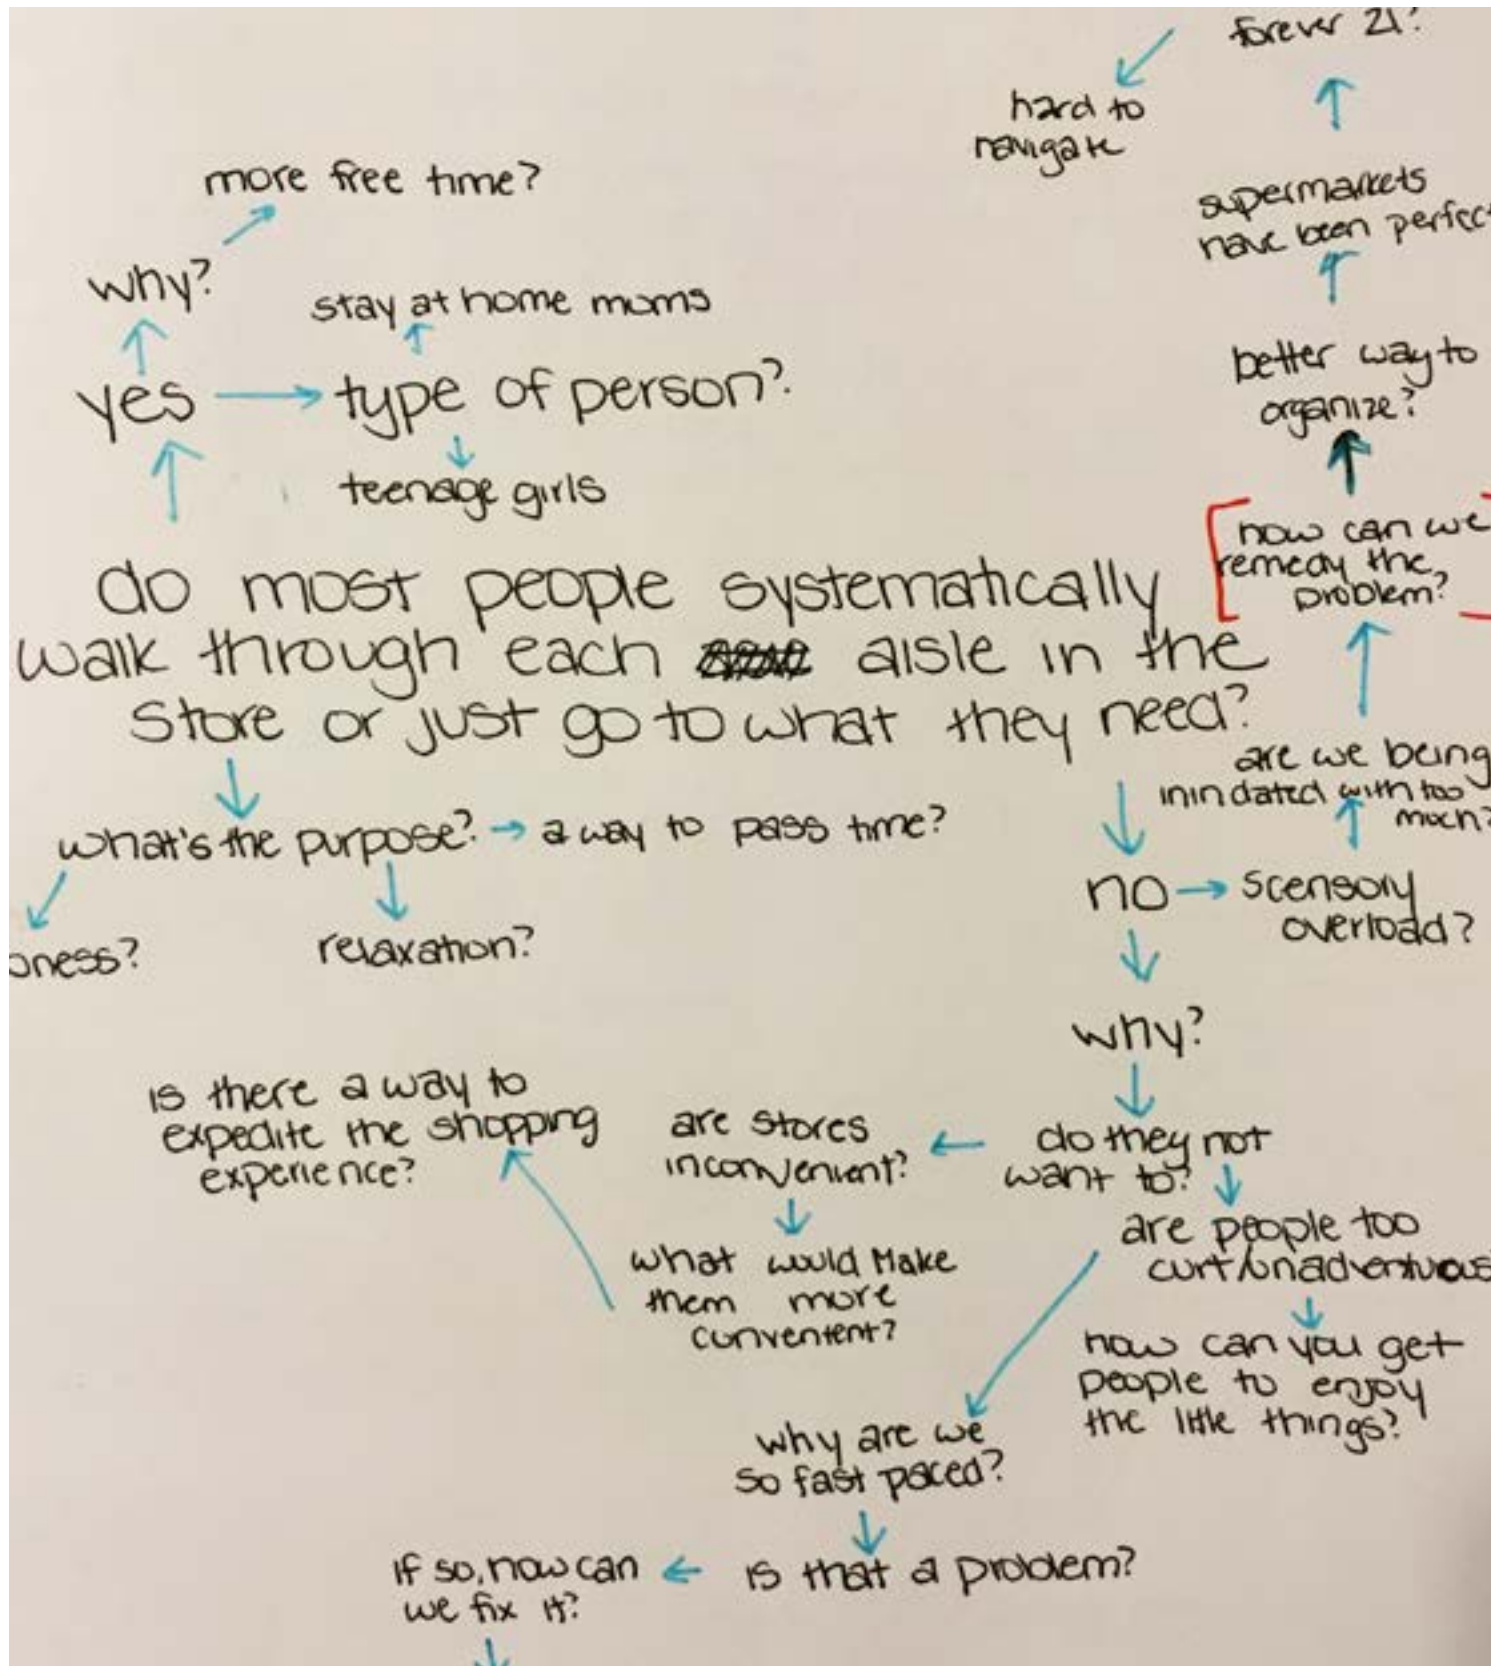 forever 21?
hard to
navigate
supermarkets
have been perfect
more free time?
why?
stay at home moms
yes
type of person?
teenage girls
better way to
organize?
how can we
remedy the
problem?
do most people systematically
walk through each aisle in the
store or just go to what they need?
are we being
inindated with too
much?
what's the purpose?
a way to pass time?
relaxation?
no
scensory
overload?
why?
is there a way to
expedite the shopping
experience?
are stores
inconvenient?
do they not
want to?
what would make
them more
convenient?
are people too
curt/unadventurous
how can you get
people to enjoy
the little things?
why are we
so fast paced?
is that a problem?
if so, how can
we fix it?